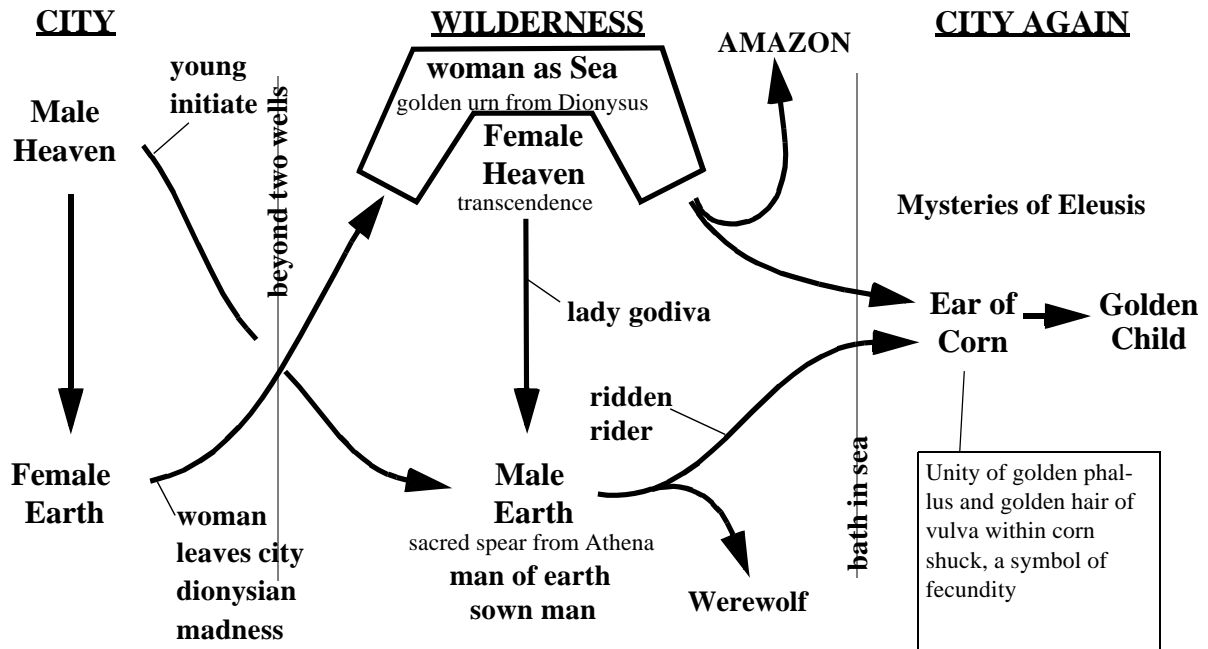 CITY
WILDERNESS
CITY AGAIN
young
initiate
Male
Heaven
beyond two wells
woman as Sea
golden urn from Dionysus
Female
Heaven
transcendence
AMAZON
Mysteries of Eleusis
lady godiva
Ear of
Corn
Golden
Child
ridden
rider
Female
Earth
woman
leaves city
dionysian
madness
Male
Earth
sacred spear from Athena
man of earth
sown man
Werewolf
bath in sea
Unity of golden phal-
lus and golden hair of
vulva within corn
shuck, a symbol of
fecundity